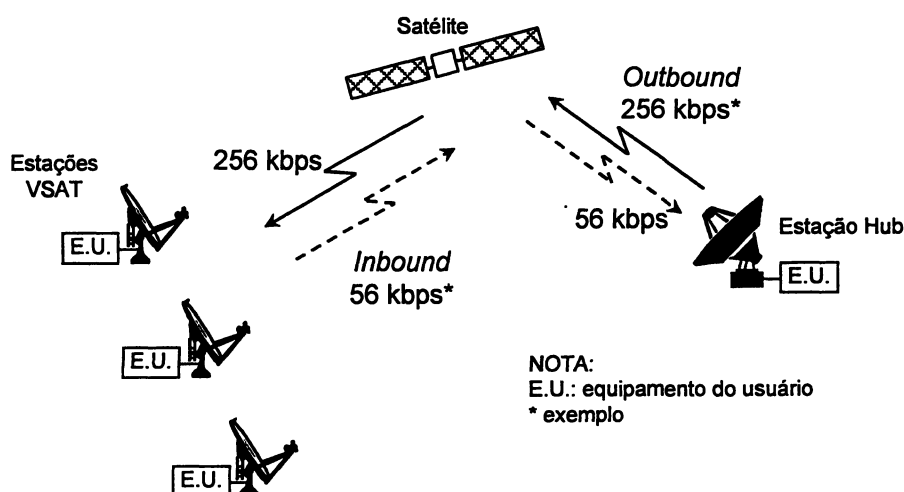 Satélite
Outbound
256 kbps*
256 kbps
Estações
VSAT
56 kbps
Estação Hub
E.U.
E.U.
Inbound
56 kbps*
E.U.
NOTA:
E.U.: equipamento do usuário
* exemplo
E.U.